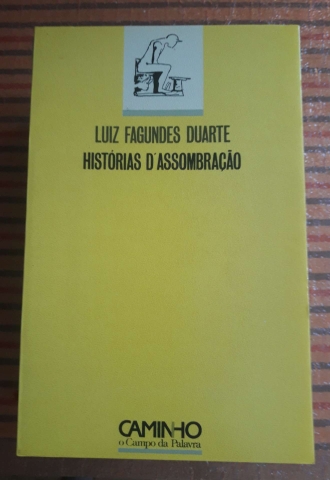 LUIZ FAGUNDES DUARTE
HISTÓRIAS D'ASSOMBRAÇÃO
CAMINHO
o Campo da Palavra